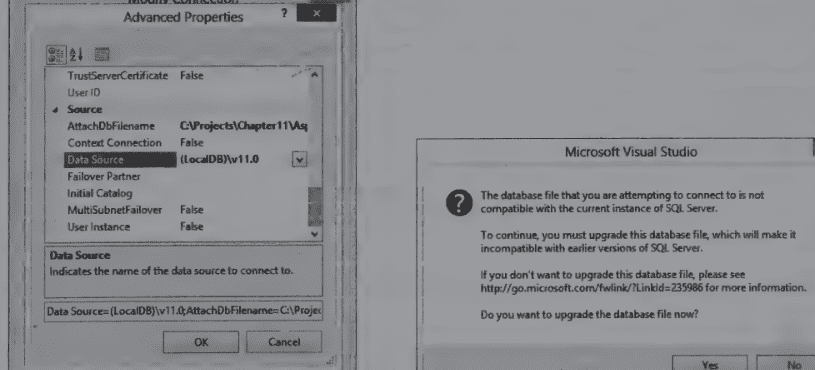 Modify Connection
Advanced Properties
?
x
TrustServerCertificate False
User ID
Source
AttachDbFilename C:\Projects\Chapter11\Asp
Context Connection False
Data Source (LocalDB)\v11.0
Failover Partner
Initial Catalog
MultiSubnetFailover False
User Instance False
Data Source
Indicates the name of the data source to connect to.
Data Source=(LocalDB)\v11.0;AttachDbFilename=C:\Projec
OK Cancel
Microsoft Visual Studio
?
The database file that you are attempting to connect to is not
compatible with the current instance of SQL Server.
To continue, you must upgrade this database file, which will make it
incompatible with earlier versions of SQL Server.
If you don't want to upgrade this database file, please see
http://go.microsoft.com/fwlink/?LinkId=235986 for more information.
Do you want to upgrade the database file now?
Yes No